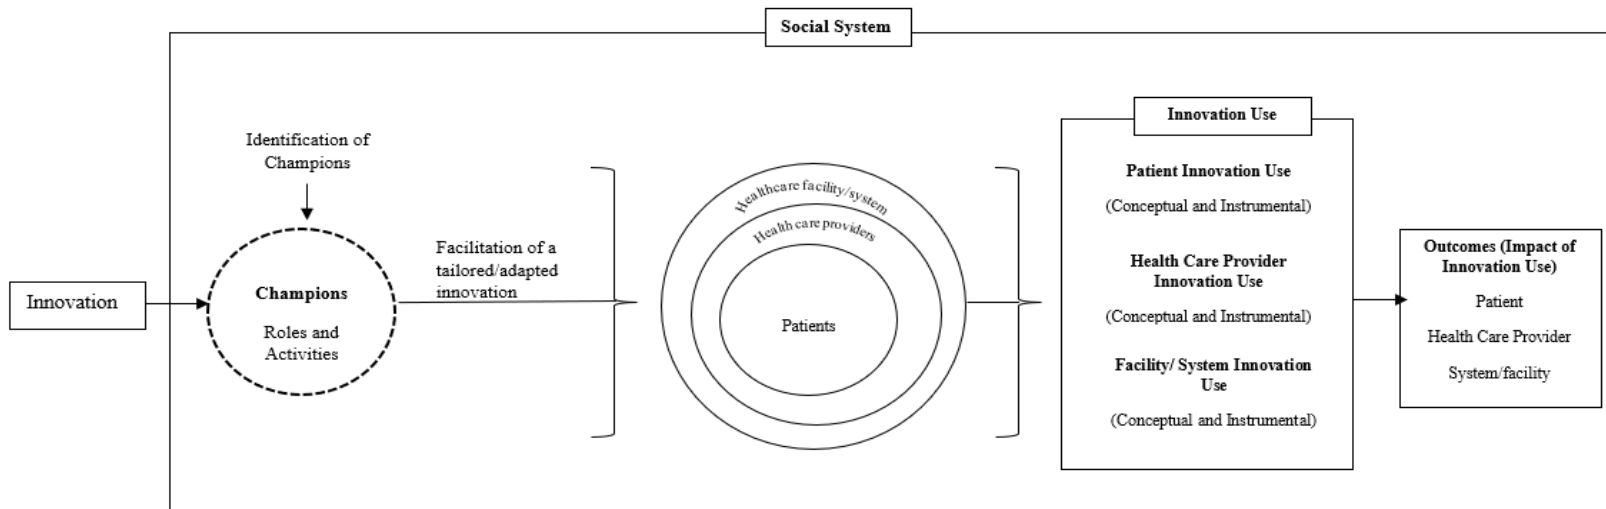 Social System
Innovation
Identification of
Champions
Champions
Roles and
Activities
Facilitation of a
tailored/adapted
innovation
Healthcare facility/system
Health care providers
Patients
Innovation Use
Patient Innovation Use
(Conceptual and Instrumental)
Health Care Provider
Innovation Use
(Conceptual and Instrumental)
Facility/ System Innovation
Use
(Conceptual and Instrumental)
Outcomes (Impact of
Innovation Use)
Patient
Health Care Provider
System/facility